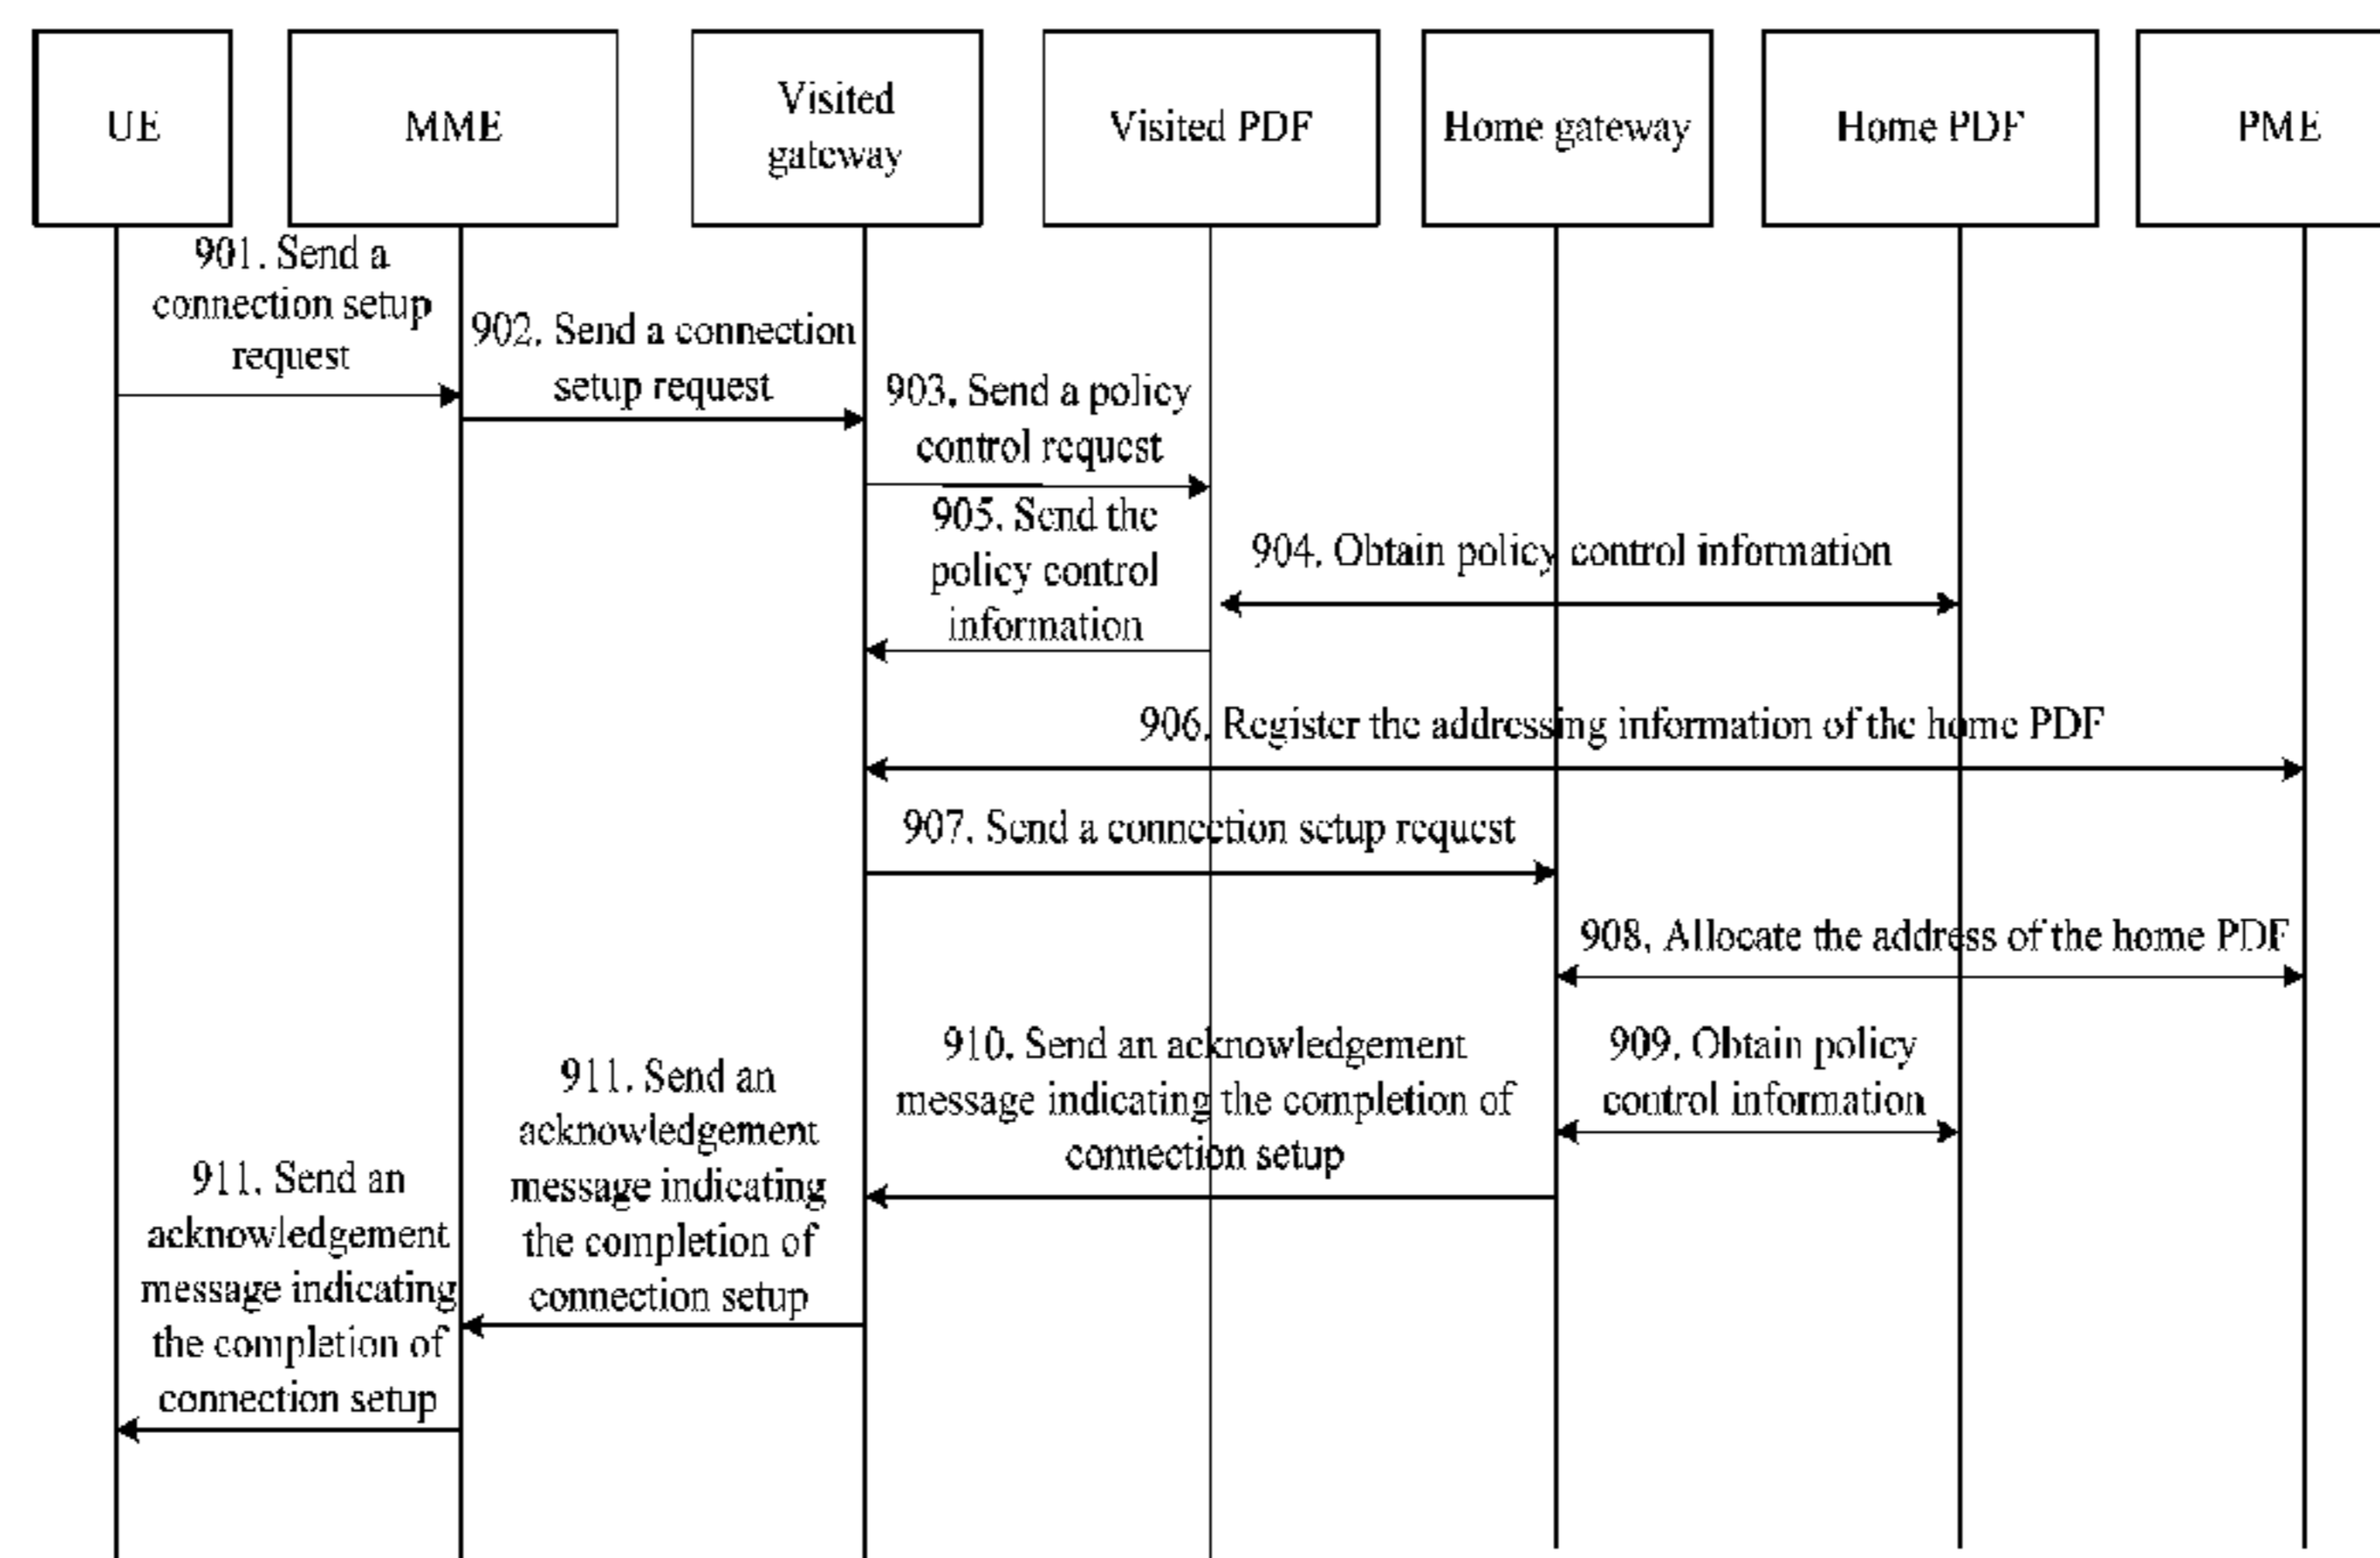 UE
MME
Visited
gateway
Visited PDF
Home gateway
Home PDF
PME
901. Send a
connection setup
request
902. Send a connection
setup request
903. Send a policy
control request
905. Send the
policy control
information
904. Obtain policy control information
906. Register the addressing information of the home PDF
907. Send a connection setup request
908. Allocate the address of the home PDF
909. Obtain policy
control information
910. Send an acknowledgement
message indicating the completion of
connection setup
911. Send an
acknowledgement
message indicating
the completion of
connection setup
911. Send an
acknowledgement
message indicating
the completion of
connection setup